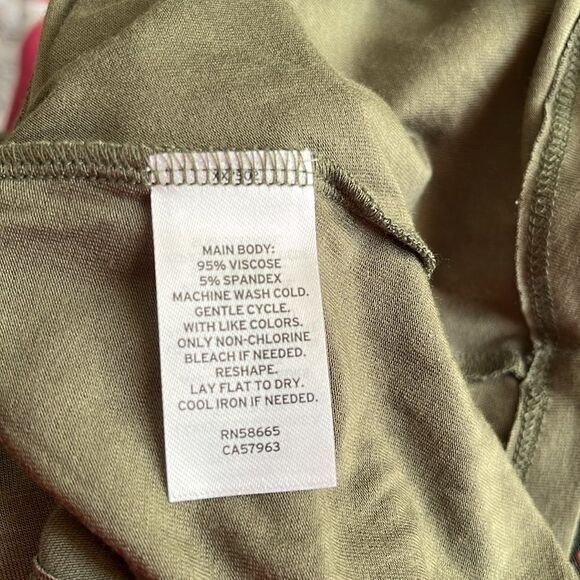 MAIN BODY:
95% VISCOSE
5% SPANDEX
MACHINE WASH COLD.
GENTLE CYCLE.
WITH LIKE COLORS.
ONLY NON-CHLORINE
BLEACH IF NEEDED.
RESHAPE.
LAY FLAT TO DRY.
COOL IRON IF NEEDED.
RN58665
CA57963